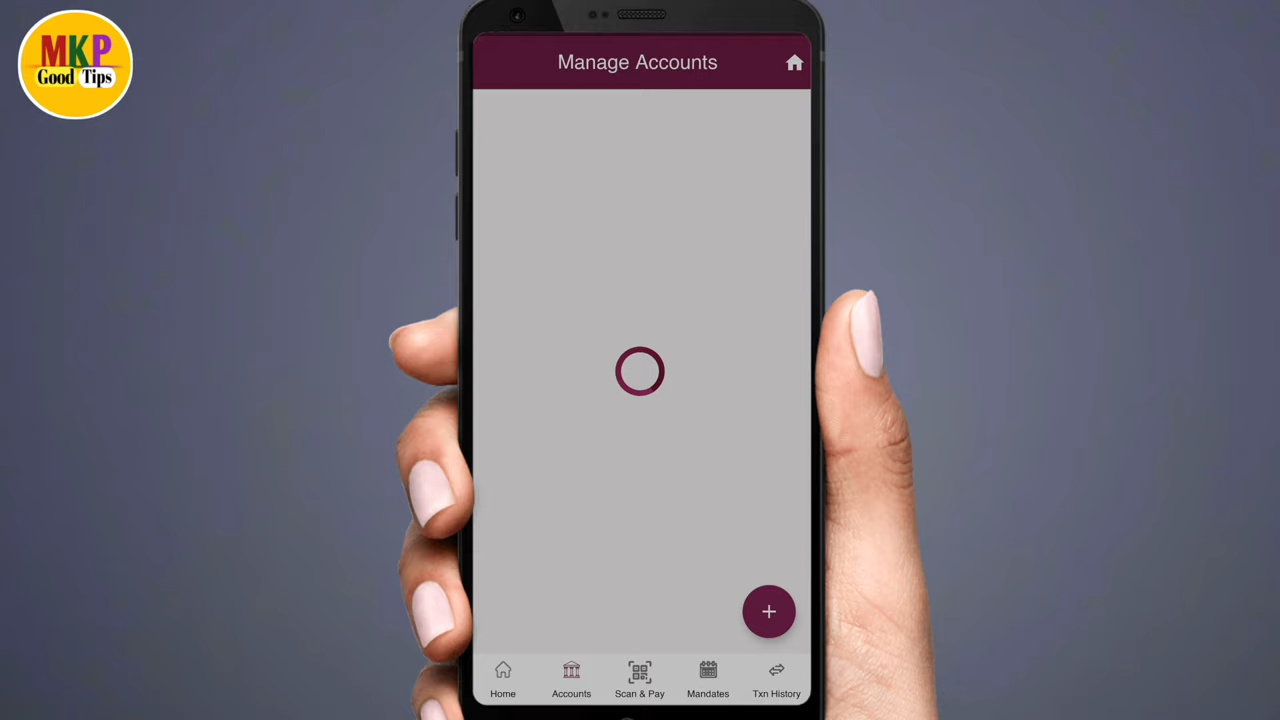 MKP
Good Tips
Manage Accounts
+
Home
Accounts
Scan & Pay
Mandates
Txn History